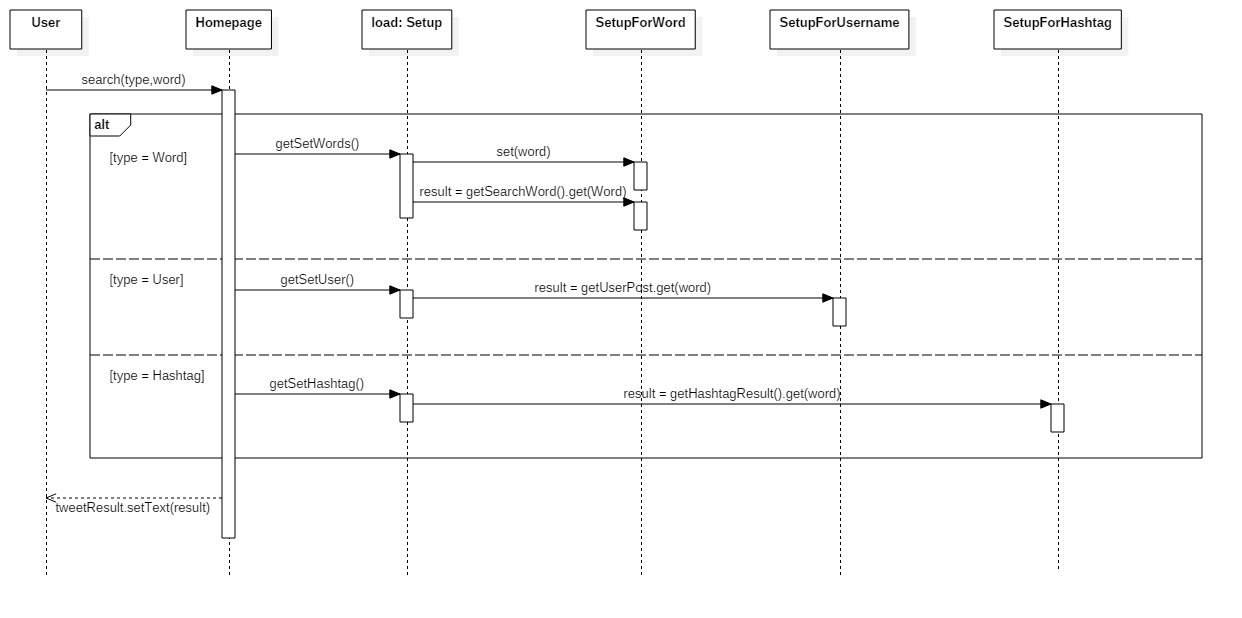 User
Homepage
load: Setup
SetupForWord
SetupForUsername
SetupForHashtag
search(type,word)
alt
[type = Word]
getSetWords()
set(word)
result = getSearchWord().get(Word)
[type = User]
getSetUser()
result = getUserPost.get(word)
[type = Hashtag]
getSetHashtag()
result = getHashtagResult().get(word)
tweetResult.setText(result)